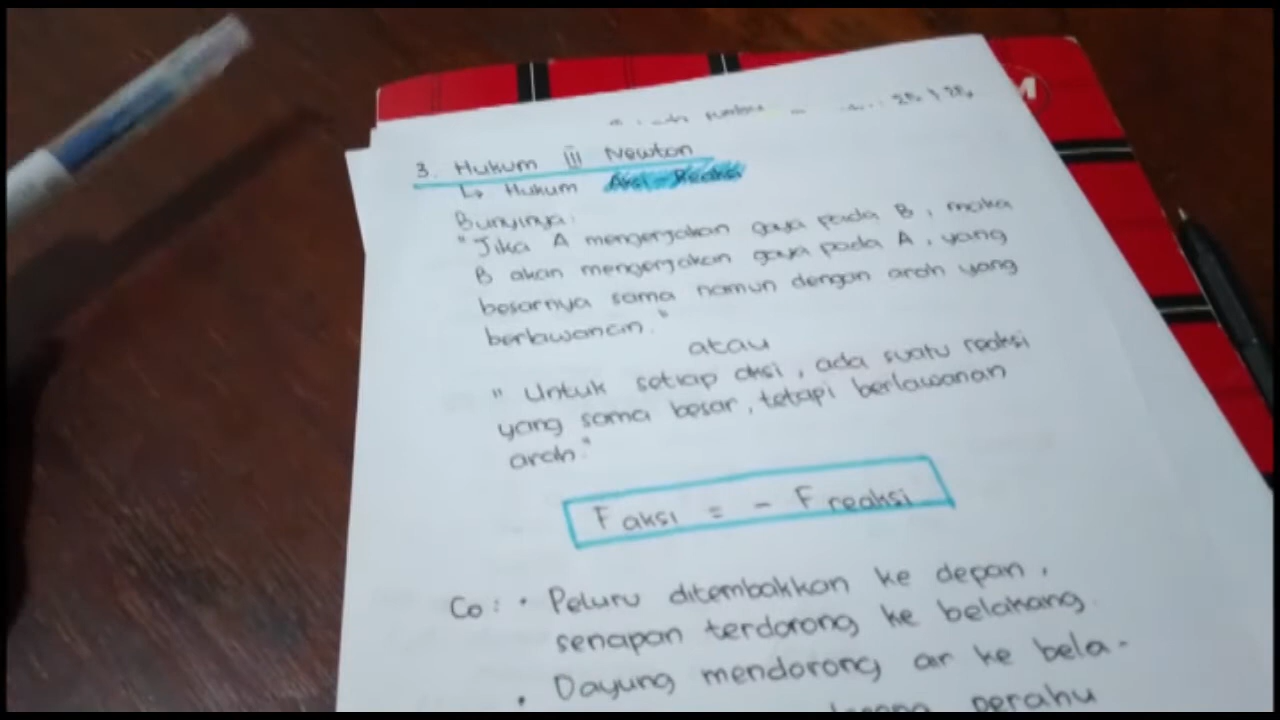 3. Hukum iii Newton
↳ Hukum Aksi - Reaksi
Bunyinya:
"Jika A mengerjakan gaya pada B, maka
B akan mengerjakan gaya pada A, yang
besarnya sama namun dengan arah yang
berlawanan."
atau
"Untuk setiap aksi, ada suatu reaksi
yang sama besar, tetapi berlawanan
arah."
F aksi = - F reaksi
Co: • Peluru ditembakkan ke depan,
senapan terdorong ke belakang
• Dayung mendorong air ke bela-
perahu